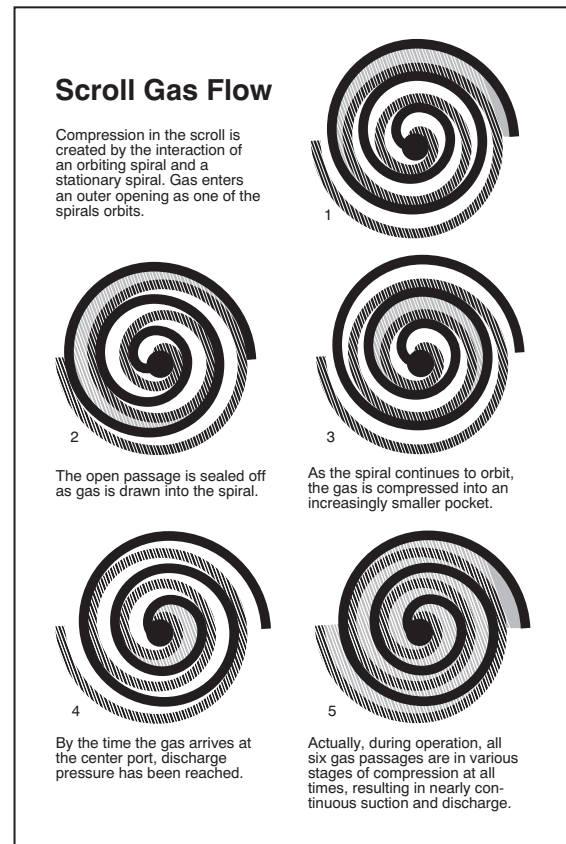 Scroll Gas Flow
Compression in the scroll is
created by the interaction of
an orbiting spiral and a
stationary spiral. Gas enters
an outer opening as one of the
spirals orbits.
1
2
The open passage is sealed off
as gas is drawn into the spiral.
3
As the spiral continues to orbit,
the gas is compressed into an
increasingly smaller pocket.
4
By the time the gas arrives at
the center port, discharge
pressure has been reached.
5
Actually, during operation, all
six gas passages are in various
stages of compression at all
times, resulting in nearly con-
tinuous suction and discharge.